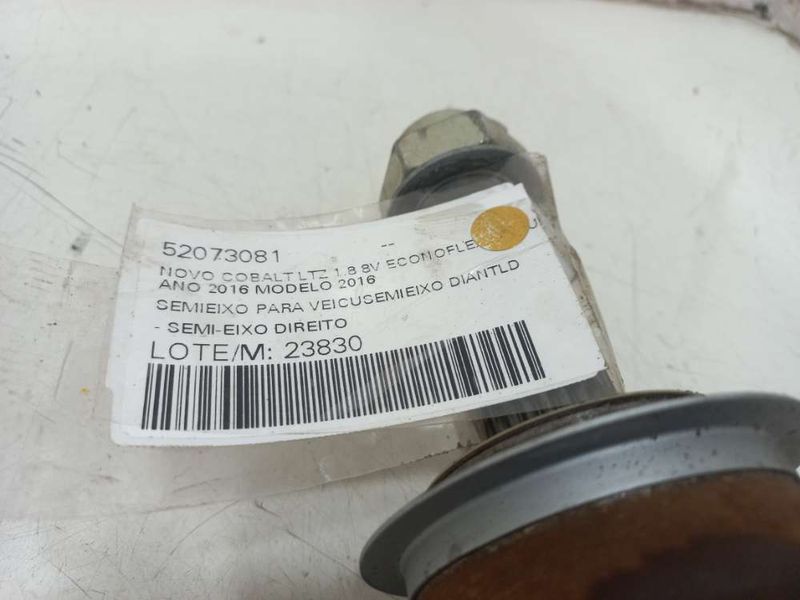 52073081 --
NOVO COBALT LTZ 1.8 8V ECONOFLE
ANO 2016 MODELO 2016
SEMIEIXO PARA VEICUSEMIEIXO DIANTLD
- SEMI-EIXO DIREITO
LOTE/M: 23830